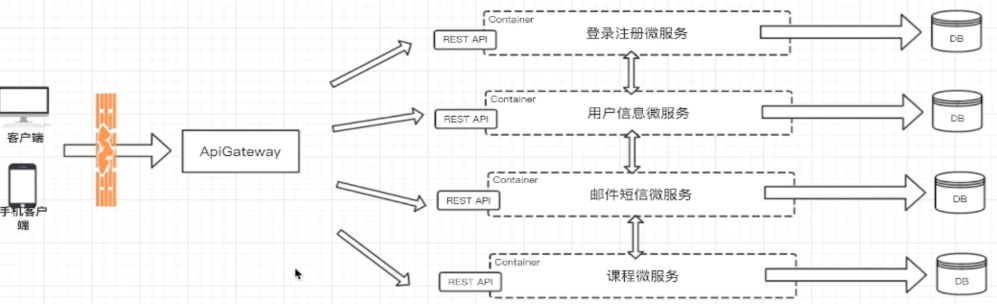 客户端
手机客户
端
ApiGateway
Container
REST API
登录注册微服务
DB
Container
REST API
用户信息微服务
DB
Container
REST API
邮件短信微服务
DB
Container
REST API
课程微服务
DB